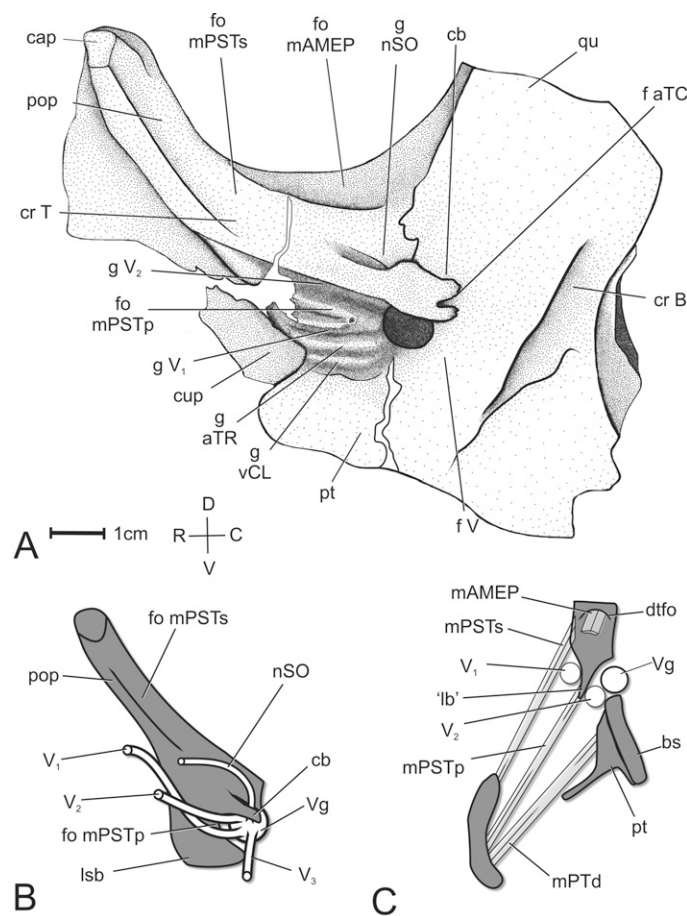 fo
mPSTs
fo
mAMEP
g
nSO
cb
qu
f aTC
cap
pop
cr T
g V₂
fo
mPSTp
g V₁
cup
g
aTR
g
vCL
pt
f V
cr B
A
1cm
D
R
C
V
fo mPSTs
pop
nSO
V₁
V₂
cb
Vg
fo mPSTp
lsb
V₃
B
mAMEP
dtfo
mPSTs
V₁
Vg
'lb'
V₂
mPSTp
bs
pt
mPTd
C